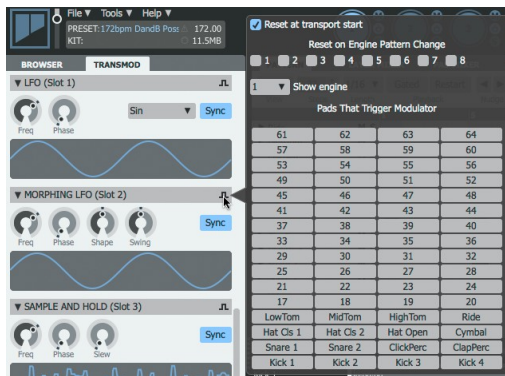 File ▼ Tools ▼ Help ▼
PRESET: 172bpm DandB Poss 172.00
KIT: 11.5MB
BROWSER TRANSMOD
▼ LFO (Slot 1)
Sin ▼ Sync
Freq Phase
▼ MORPHING LFO (Slot 2)
Sync
Freq Phase Shape Swing
▼ SAMPLE AND HOLD (Slot 3)
Sync
Freq Phase Slew
Reset at transport start
Reset on Engine Pattern Change
1 2 3 4 5 6 7 8
1 ▼ Show engine
Pads That Trigger Modulator
61 62 63 64
57 58 59 60
53 54 55 56
49 50 51 52
45 46 47 48
41 42 43 44
37 38 39 40
33 34 35 36
29 30 31 32
25 26 27 28
21 22 23 24
17 18 19 20
LowTom MidTom HighTom Ride
Hat Cls 1 Hat Cls 2 Hat Open Cymbal
Snare 1 Snare 2 ClickPerc ClapPerc
Kick 1 Kick 2 Kick 3 Kick 4